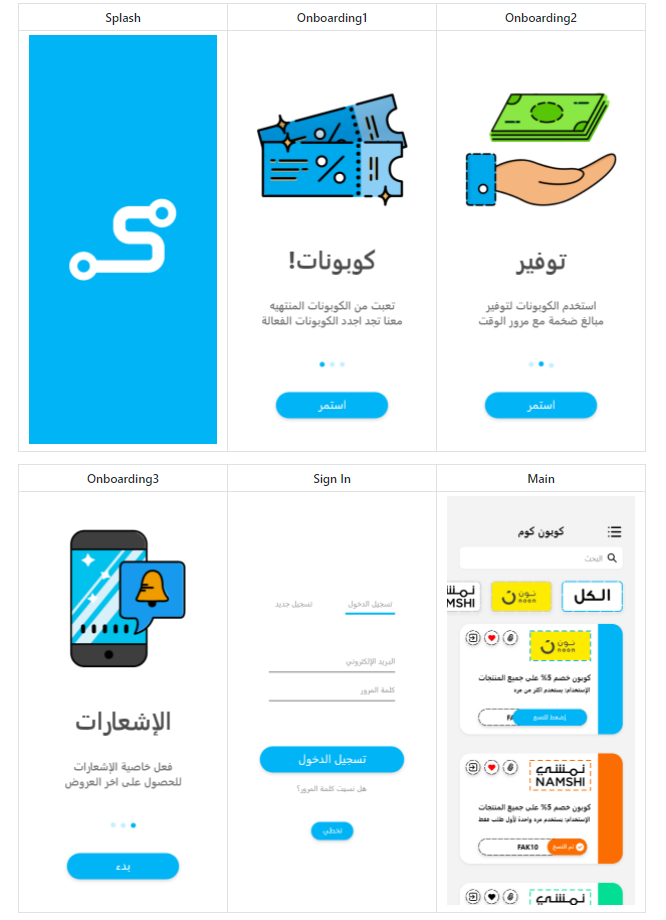 Splash
Onboarding1
Onboarding2
كوبونات!
تعبت من الكوبونات المنتهيه
معنا تجد اجدد الكوبونات الفعالة
استمر
توفير
استخدم الكوبونات لتوفير
مبالغ ضخمة مع مرور الوقت
استمر
Onboarding3
Sign In
Main
الإشعارات
فعل خاصية الإشعارات
للحصول على اخر العروض
بدء
تسجيل الدخول
تسجيل جديد
البريد الإلكتروني
كلمة المرور
تسجيل الدخول
هل نسيت كلمة المرور؟
تخطي
كوبون كوم
البحث
الكل
نون
noon
نمش
MSHI
نون
noon
كوبون خصم 5% على جميع المنتجات
الإستخدام: يستخدم اكثر من مره
إضغط للنسخ
FA
نمشي
NAMSHI
كوبون خصم 5% على جميع المنتجات
الإستخدام: يستخدم مره واحدة لأول طلب فقط
تم النسخ
FAK10
نمشي